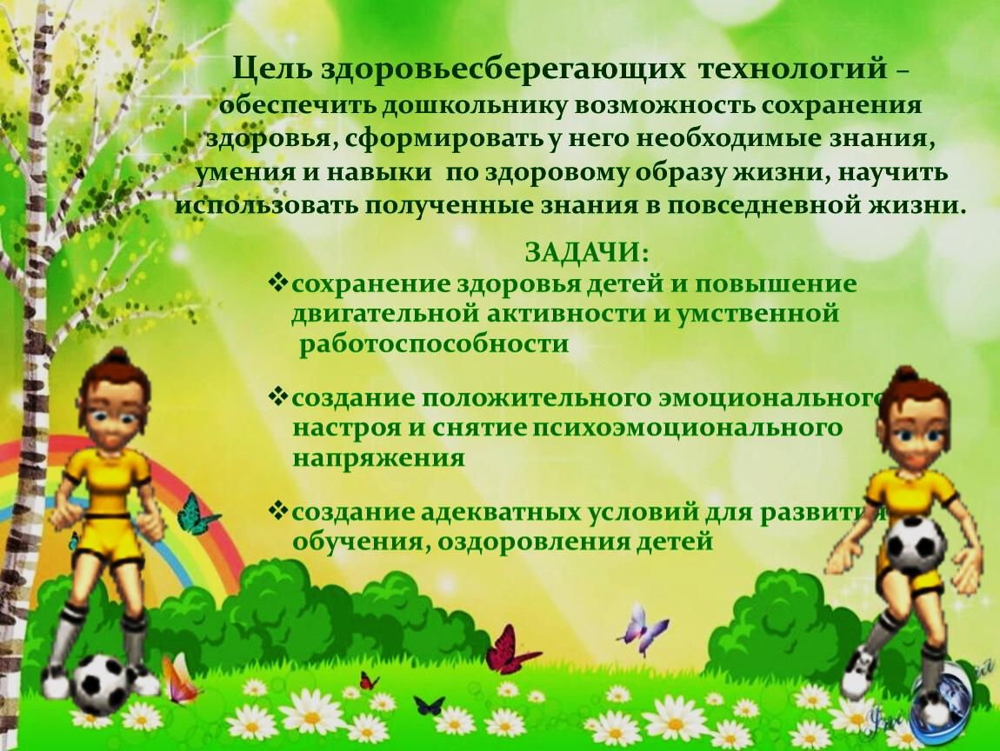 Цель здоровьесберегающих технологий –
обеспечить дошкольнику возможность сохранения
здоровья, сформировать у него необходимые знания,
умения и навыки по здоровому образу жизни, научить
использовать полученные знания в повседневной жизни.
ЗАДАЧИ:
❖сохранение здоровья детей и повышение
двигательной активности и умственной
работоспособности
❖создание положительного эмоционального
настроя и снятие психоэмоционального
напряжения
❖создание адекватных условий для развития
обучения, оздоровления детей